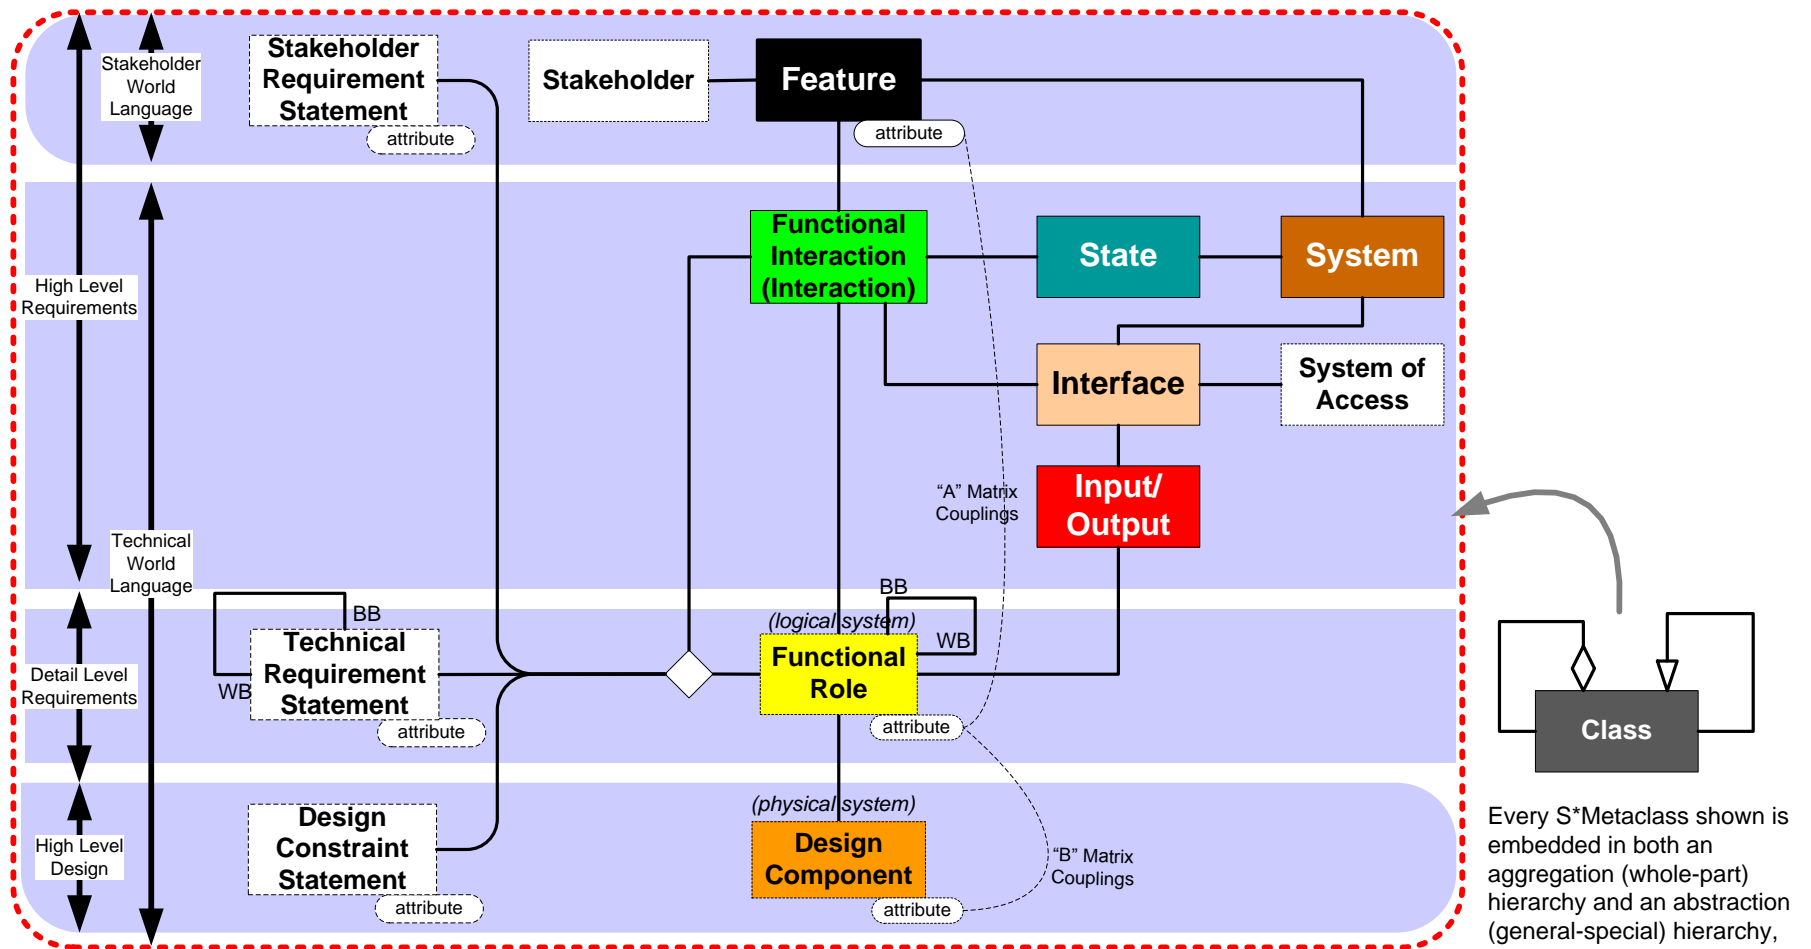 Stakeholder
World
Language
Stakeholder
Requirement
Statement
attribute
Stakeholder
Feature
attribute
High Level
Requirements
Functional
Interaction
(Interaction)
State
System
Interface
System of
Access
"A" Matrix
Couplings
Input/
Output
Technical
World
Language
BB
WB
Technical
Requirement
Statement
attribute
Detail Level
Requirements
(logical system)
BB
WB
Functional
Role
attribute
Class
High Level
Design
Design
Constraint
Statement
attribute
(physical system)
Design
Component
attribute
"B" Matrix
Couplings
Every S*Metaclass shown is
embedded in both an
aggregation (whole-part)
hierarchy and an abstraction
(general-special) hierarchy,